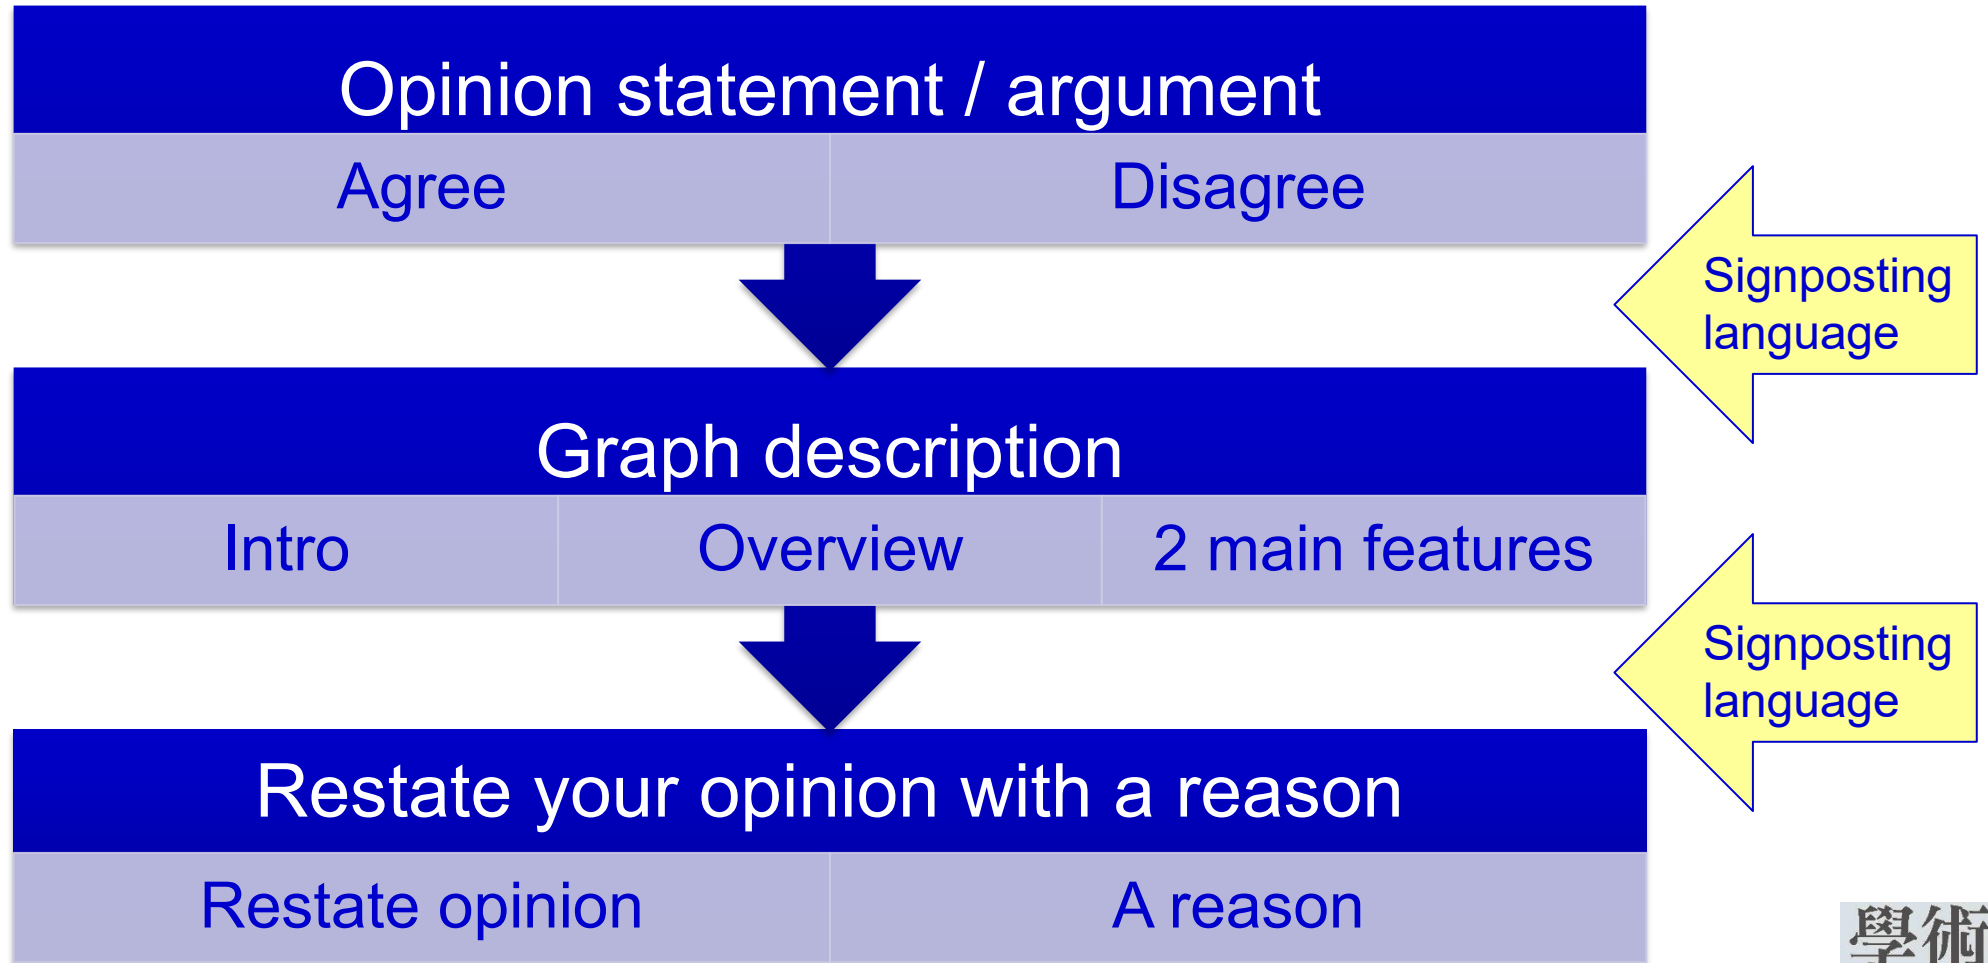 Opinion statement / argument
Agree
Disagree
Signposting
language
Graph description
Intro
Overview
2 main features
Signposting
language
Restate your opinion with a reason
Restate opinion
A reason
學術